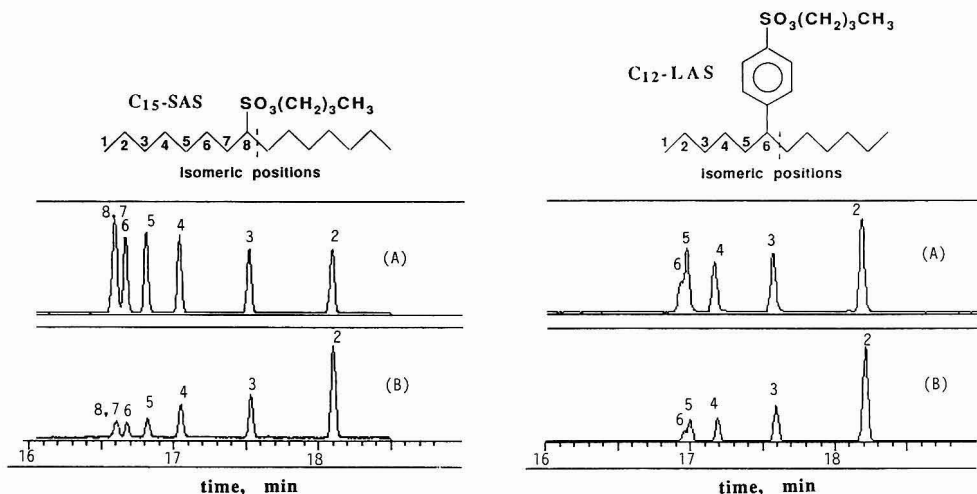 C15-SAS
SO3(CH2)3CH3
1 2 3 4 5 6 7 8
isomeric positions
8,7
6
5
4
3
2
(A)
8,7
6
5
4
3
2
(B)
16 17 18
time, min
C12-LAS
SO3(CH2)3CH3
1 2 3 4 5 6
isomeric positions
6
5
4
3
2
(A)
6
5
4
3
2
(B)
16 17 18
time, min